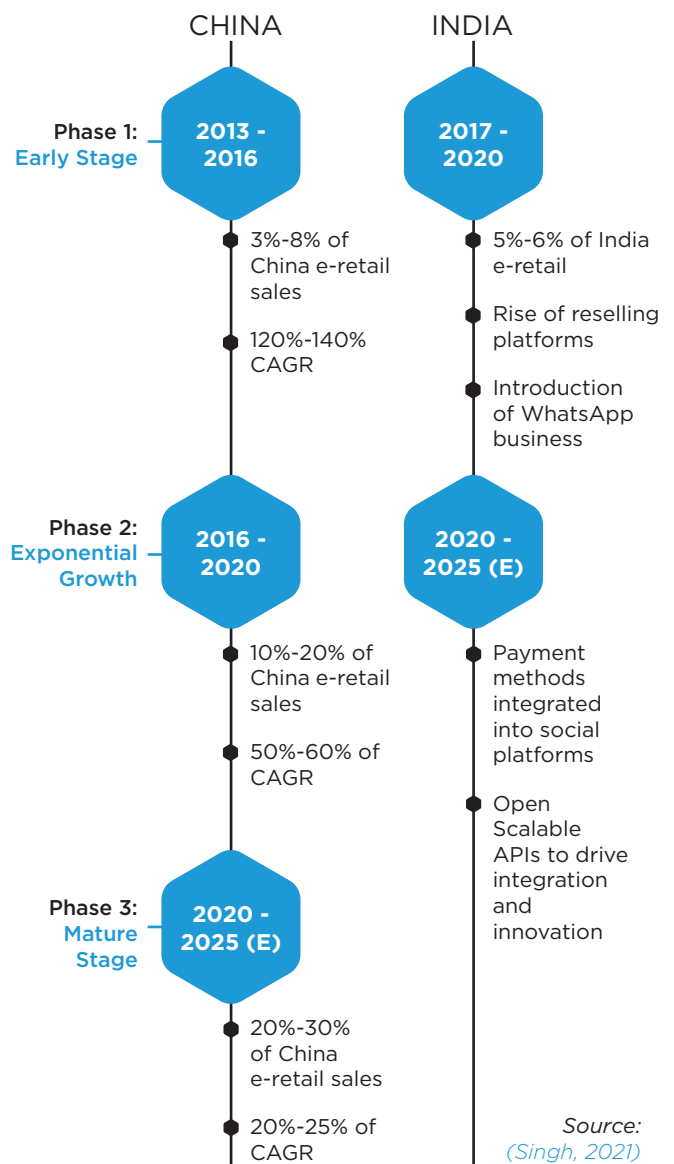 CHINA
INDIA
Phase 1:
Early Stage
2013 -
2016
2017 -
2020
3%-8% of
China e-retail
sales
120%-140%
CAGR
5%-6% of India
e-retail
Rise of reselling
platforms
Introduction
of WhatsApp
business
Phase 2:
Exponential
Growth
2016 -
2020
2020 -
2025 (E)
10%-20% of
China e-retail
sales
50%-60% of
CAGR
Payment
methods
integrated
into social
platforms
Open
Scalable
APIs to drive
integration
and
innovation
Phase 3:
Mature
Stage
2020 -
2025 (E)
20%-30%
of China
e-retail sales
20%-25% of
CAGR
Source:
(Singh, 2021)